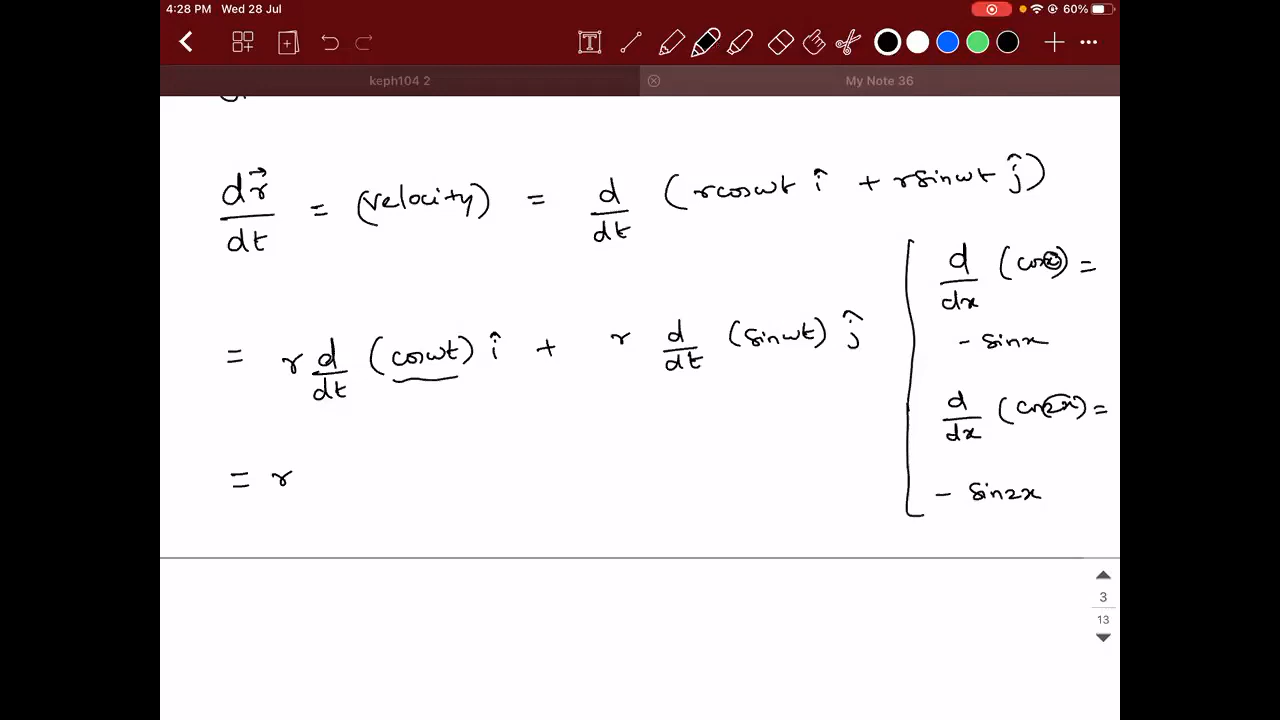 4:28 PM Wed 28 Jul 60%
T
keph104 2 My Note 36
dr⃗/dt = (velocity) = d/dt (rcosωt î + rsinωt ĵ)
= r d/dt (cosωt) î + r d/dt (sinωt) ĵ
= r
d/dx (cosx) =
- sinx
d/dx (cos2x) =
- sin2x
3
13